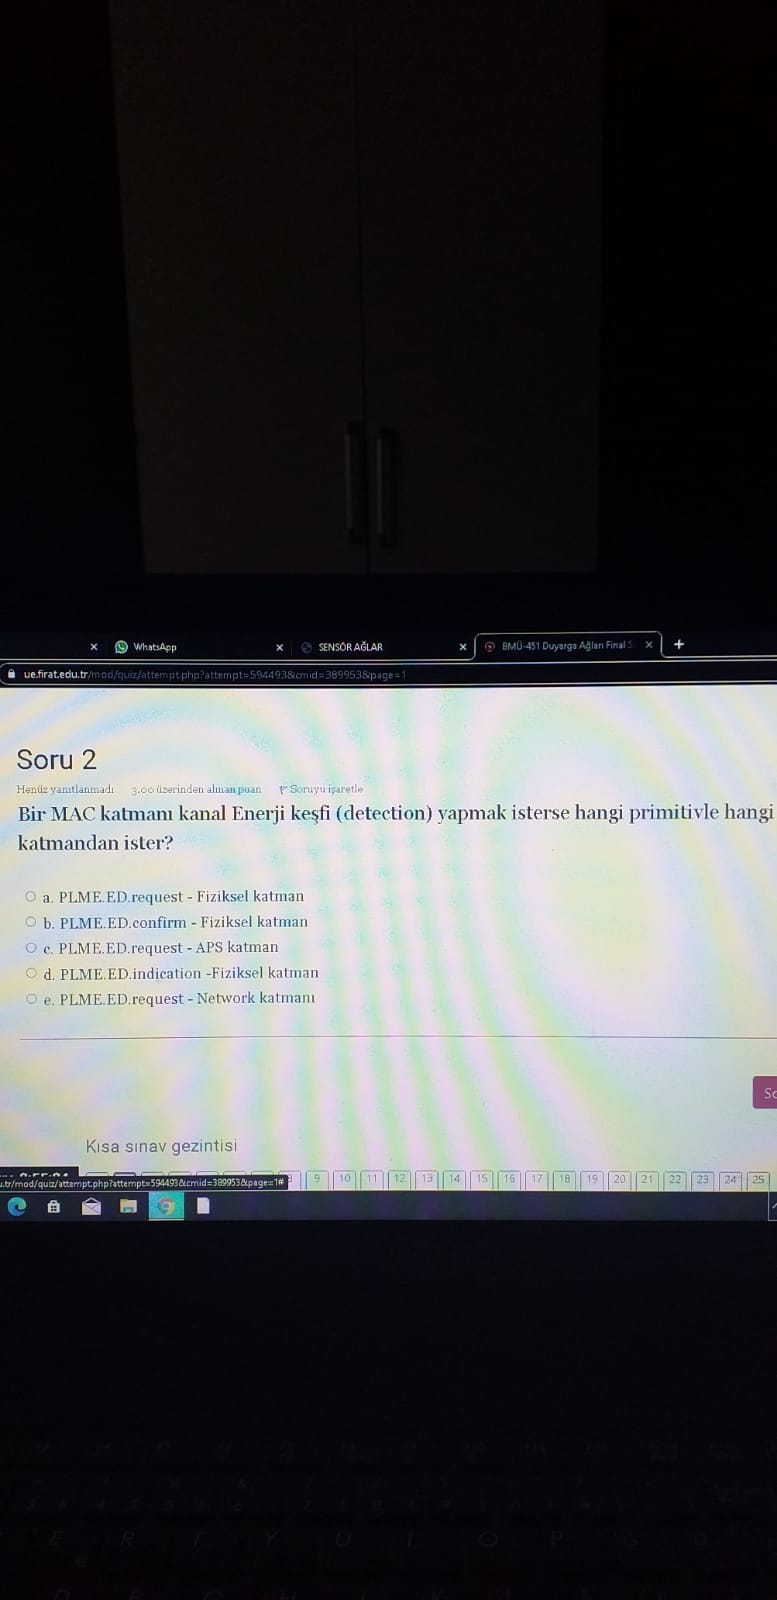 WhatsApp
SENSÖR AĞLAR
BMÜ-451 Duyarga Ağları Final S
ue.firat.edu.tr/mod/quiz/attempt.php?attempt=594493&cmid=389953&page=1
Soru 2
Henüz yanıtlanmadı 3,00 üzerinden alınan puan Soruyu işaretle
Bir MAC katmanı kanal Enerji keşfi (detection) yapmak isterse hangi primitivle hangi
katmandan ister?
a. PLME.ED.request - Fiziksel katman
b. PLME.ED.confirm - Fiziksel katman
c. PLME.ED.request - APS katman
d. PLME.ED.indication -Fiziksel katman
e. PLME.ED.request - Network katmanı
So
Kısa sınav gezintisi
9 10 11 12 13 14 15 16 17 18 19 20 21 22 23 24 25
.tr/mod/quiz/attempt.php?attempt=594493&cmid=389953&page=1#
E R T Y U I O P